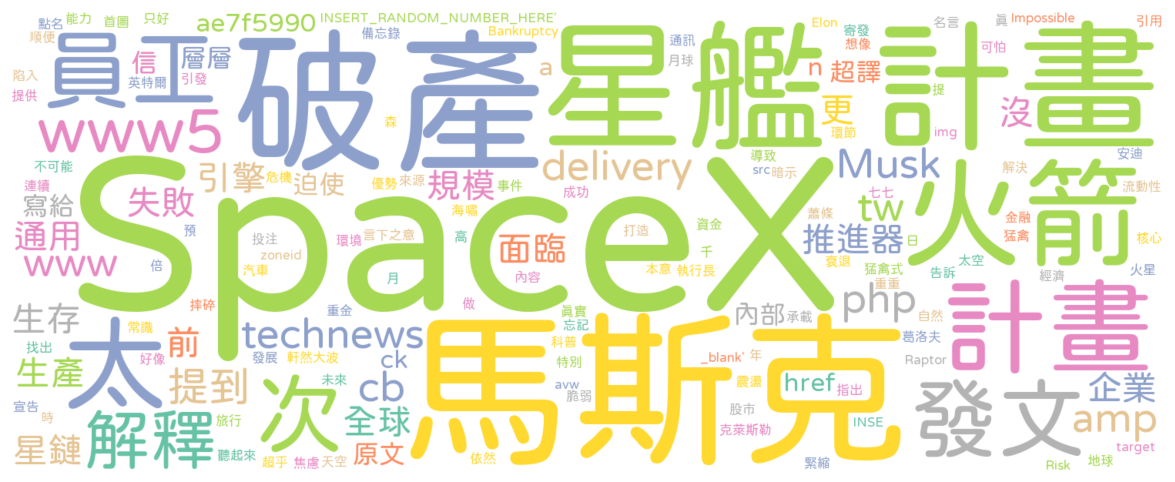 點名 能力 首圖 只好 INSERT_RANDOM_NUMBER_HERE' Elon 名言 真 Impossible 引用
順便 ae7f5990 備忘錄 Bankruptcy 寄發 想像 可怕
員工 層層 信 破產 通訊 月球 a 星艦 n 超譯 計畫
陷入 提供 英特爾 引發 更 環節 提 img 沒
www5 森 delivery 導致 src 暗示 Musk 解決 安迪
不可能 連續 引擎 危機 迫使 優勢 來源 規模 事件 成功 火箭 流動性
寫給 失敗 SpaceX 海嘯 tw 金融 猛禽
通用 投注 zoneid 環境 言下之意 高 面臨 打造 資金 千 蕭條 推進器 日 核心
www 預 倍 汽車 月 內容 本意 執行長 衰退 猛禽式 重重 告訴 太空 火星
生存 摔碎 重金 做 真實 忘記 內部 承載 php 自然 經濟 計畫
常識 太 前 technews 科普 葛洛夫
找出 好像 發展 軒然大波 ck 特別 _blank' 年 Raptor
生產 提到 未來 cb avw 脆弱 震盪 href 指出 企業
宣告 時 解釋 旅行 次 全球 馬斯克 股市 INSE 發文 amp
星鏈 聽起來 超乎 焦慮 天空 原文 依然 克萊斯勒 緊縮 Risk 地球 target